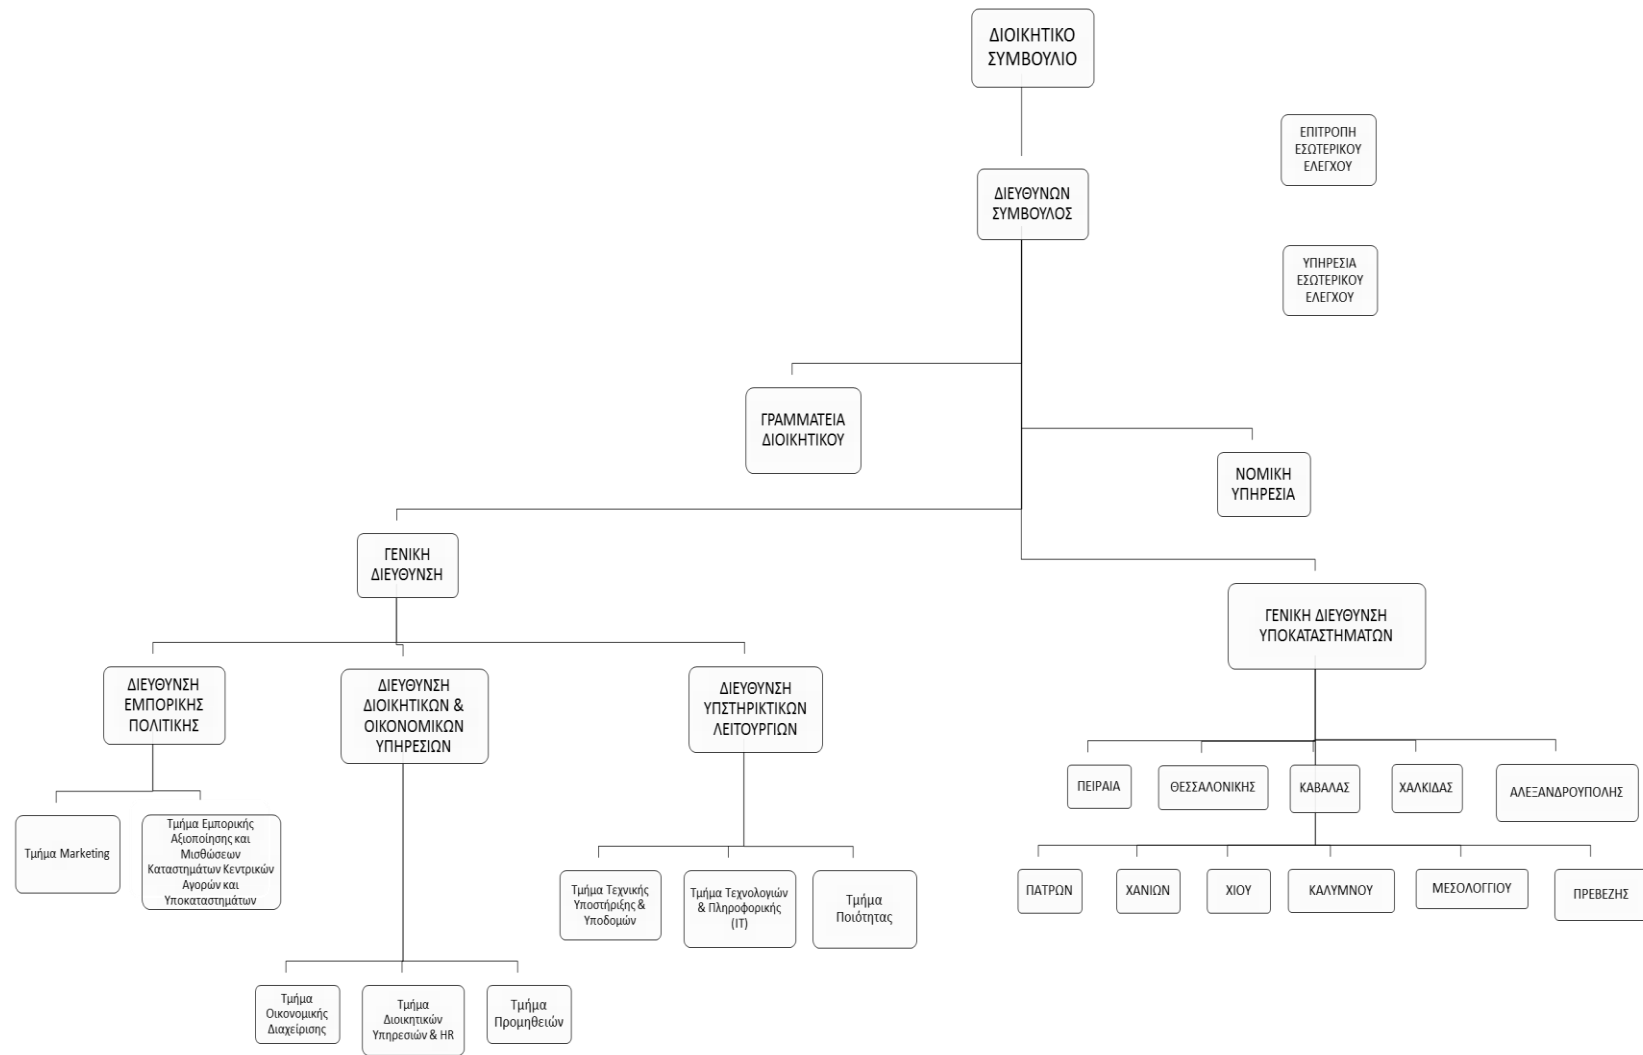 ΔΙΟΙΚΗΤΙΚΟ
ΣΥΜΒΟΥΛΙΟ
ΕΠΙΤΡΟΠΗ
ΕΣΩΤΕΡΙΚΟΥ
ΕΛΕΓΧΟΥ
ΔΙΕΥΘΥΝΩΝ
ΣΥΜΒΟΥΛΟΣ
ΥΠΗΡΕΣΙΑ
ΕΣΩΤΕΡΙΚΟΥ
ΕΛΕΓΧΟΥ
ΓΡΑΜΜΑΤΕΙΑ
ΔΙΟΙΚΗΤΙΚΟΥ
ΝΟΜΙΚΗ
ΥΠΗΡΕΣΙΑ
ΓΕΝΙΚΗ
ΔΙΕΥΘΥΝΣΗ
ΓΕΝΙΚΗ ΔΙΕΥΘΥΝΣΗ
ΥΠΟΚΑΤΑΣΤΗΜΑΤΩΝ
ΔΙΕΥΘΥΝΣΗ
ΕΜΠΟΡΙΚΗΣ
ΠΟΛΙΤΙΚΗΣ
ΔΙΕΥΘΥΝΣΗ
ΔΙΟΙΚΗΤΙΚΩΝ &
ΟΙΚΟΝΟΜΙΚΩΝ
ΥΠΗΡΕΣΙΩΝ
ΔΙΕΥΘΥΝΣΗ
ΥΠΣΤΗΡΙΚΤΙΚΩΝ
ΛΕΙΤΟΥΡΓΙΩΝ
ΠΕΙΡΑΙΑ
ΘΕΣΣΑΛΟΝΙΚΗΣ
ΚΑΒΑΛΑΣ
ΧΑΛΚΙΔΑΣ
ΑΛΕΞΑΝΔΡΟΥΠΟΛΗΣ
Τμήμα Marketing
Τμήμα Εμπορικής
Αξιοποίησης και
Μισθώσεων
Καταστημάτων Κεντρικών
Αγορών και
Υποκαταστημάτων
Τμήμα Τεχνικής
Υποστήριξης &
Υποδομών
Τμήμα Τεχνολογιών
& Πληροφορικής
(IT)
Τμήμα
Ποιότητας
ΠΑΤΡΩΝ
ΧΑΝΙΩΝ
ΧΙΟΥ
ΚΑΛΥΜΝΟΥ
ΜΕΣΟΛΟΓΓΙΟΥ
ΠΡΕΒΕΖΗΣ
Τμήμα
Οικονομικής
Διαχείρισης
Τμήμα
Διοικητικών
Υπηρεσιών & HR
Τμήμα
Προμηθειών